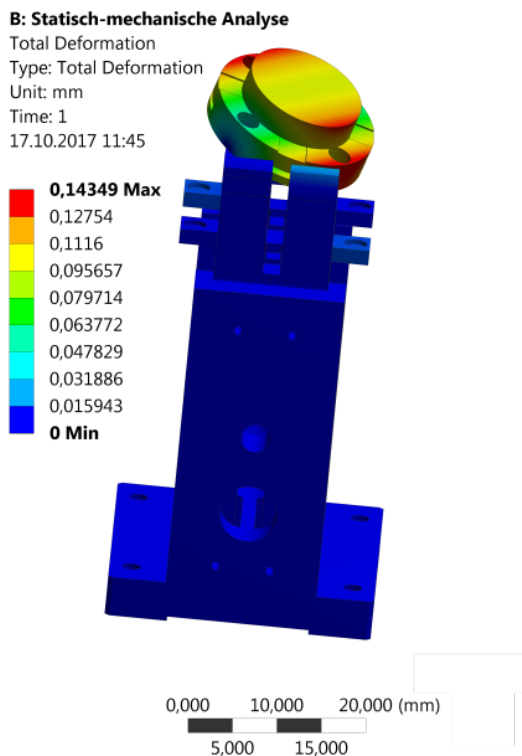 B: Statisch-mechanische Analyse
Total Deformation
Type: Total Deformation
Unit: mm
Time: 1
17.10.2017 11:45
0,14349 Max
0,12754
0,1116
0,095657
0,079714
0,063772
0,047829
0,031886
0,015943
0 Min
0,000 10,000 20,000 (mm)
5,000 15,000